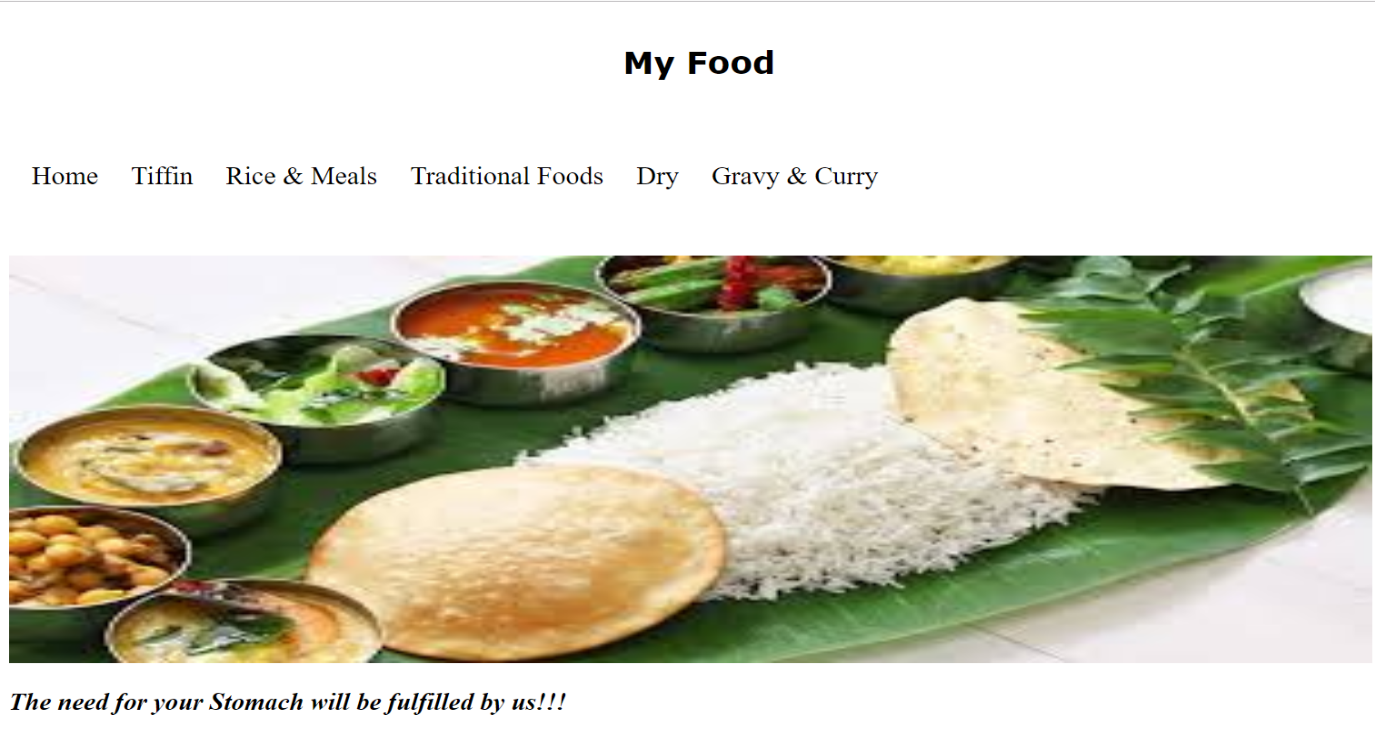 My Food
Home Tiffin Rice & Meals Traditional Foods Dry Gravy & Curry
The need for your Stomach will be fulfilled by us!!!